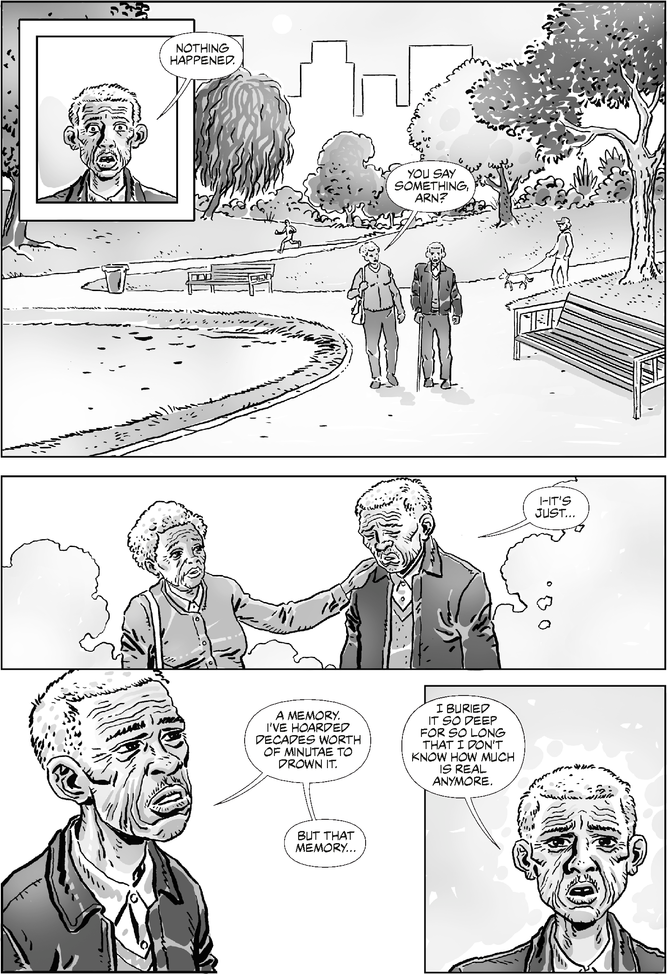 NOTHING
HAPPENED.
YOU SAY
SOMETHING,
ARN?
I-IT'S
JUST...
A MEMORY.
I'VE HOARDED
DECADES WORTH
OF MINUTAE TO
DROWN IT.
BUT THAT
MEMORY...
I BURIED
IT SO DEEP
FOR SO LONG
THAT I DON'T
KNOW HOW MUCH
IS REAL
ANYMORE.